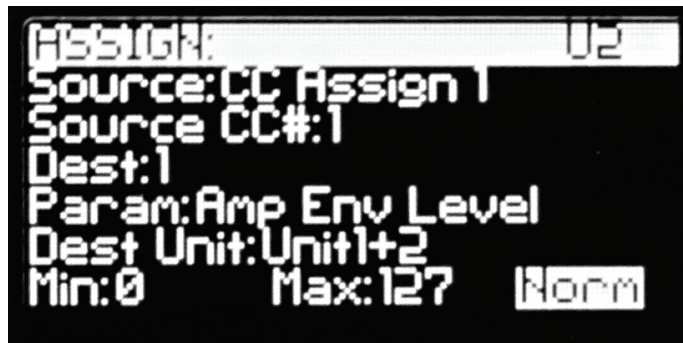 ASSIGN: U2
Source:CC Assign 1
Source CC#:1
Dest:1
Param:Amp Env Level
Dest Unit:Unit1+2
Min:0 Max:127 Norm